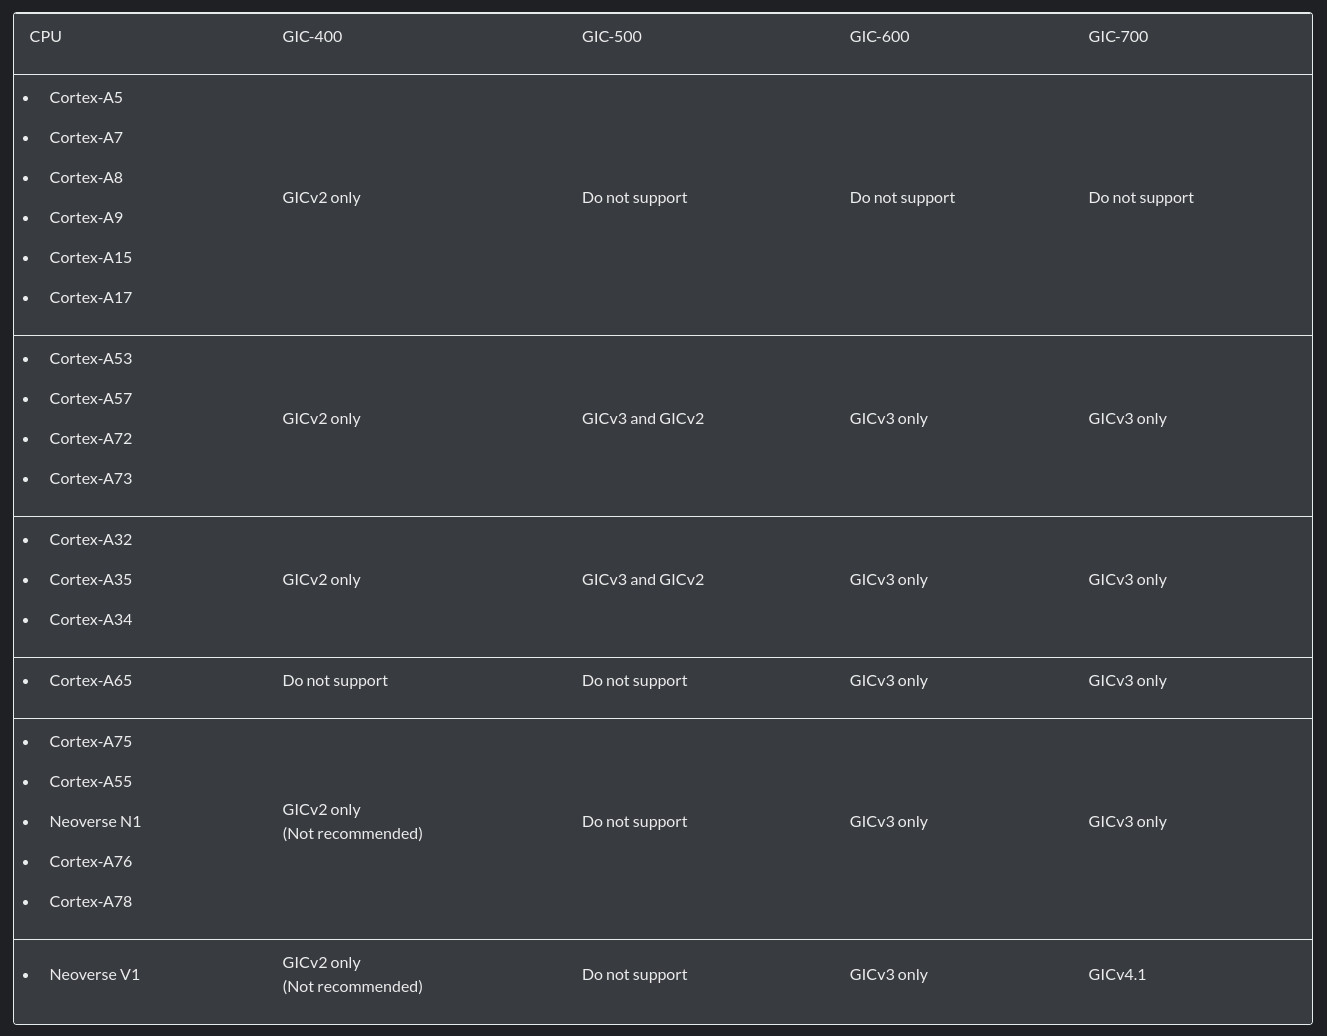 CPU GIC-400 GIC-500 GIC-600 GIC-700
• Cortex-A5
• Cortex-A7
• Cortex-A8
GICv2 only Do not support Do not support Do not support
• Cortex-A9
• Cortex-A15
• Cortex-A17
• Cortex-A53
• Cortex-A57
GICv2 only GICv3 and GICv2 GICv3 only GICv3 only
• Cortex-A72
• Cortex-A73
• Cortex-A32
• Cortex-A35 GICv2 only GICv3 and GICv2 GICv3 only GICv3 only
• Cortex-A34
• Cortex-A65 Do not support Do not support GICv3 only GICv3 only
• Cortex-A75
• Cortex-A55
GICv2 only
• Neoverse N1 Do not support GICv3 only GICv3 only
(Not recommended)
• Cortex-A76
• Cortex-A78
GICv2 only
• Neoverse V1 Do not support GICv3 only GICv4.1
(Not recommended)